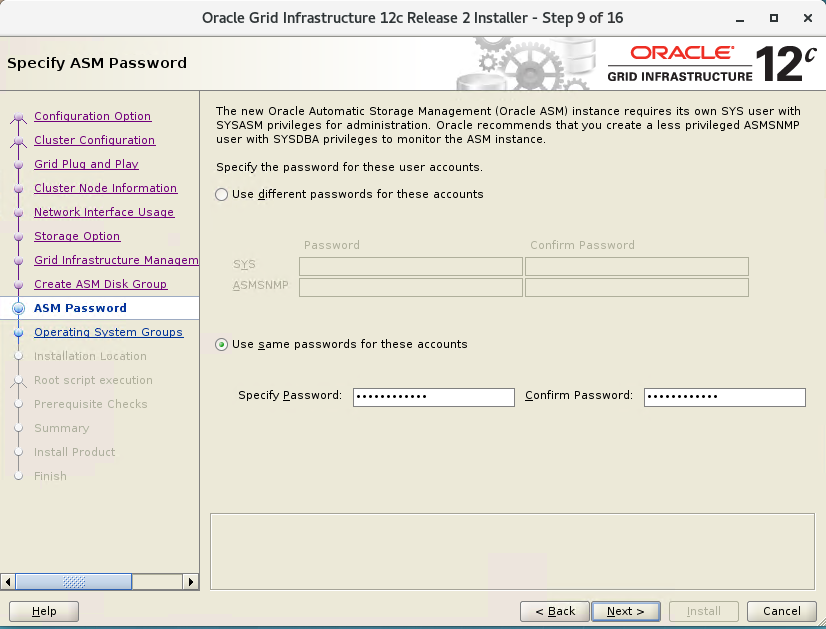 Oracle Grid Infrastructure 12c Release 2 Installer - Step 9 of 16
Specify ASM Password
ORACLE®
GRID INFRASTRUCTURE
12c
Configuration Option
Cluster Configuration
Grid Plug and Play
Cluster Node Information
Network Interface Usage
Storage Option
Grid Infrastructure Managem
Create ASM Disk Group
ASM Password
Operating System Groups
Installation Location
Root script execution
Prerequisite Checks
Summary
Install Product
Finish
The new Oracle Automatic Storage Management (Oracle ASM) instance requires its own SYS user with
SYSASM privileges for administration. Oracle recommends that you create a less privileged ASMSNMP
user with SYSDBA privileges to monitor the ASM instance.
Specify the password for these user accounts.
Use different passwords for these accounts
Password Confirm Password
SYS
ASMSNMP
Use same passwords for these accounts
Specify Password: •••••••••••• Confirm Password: ••••••••••••
Help < Back Next > Install Cancel